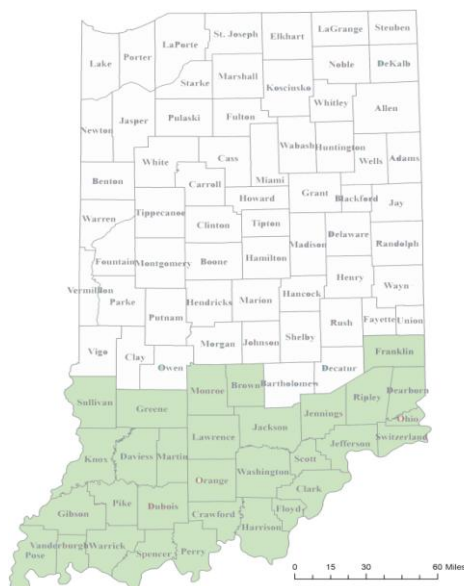 St. Joseph
Elkhart
LaGrange
Steuben
LaPorte
Porter
Lake
Noble
DeKalb
Marshall
Starke
Koscinsko
Whitley
Allen
Jasper
Pulaski
Fulton
Newton
Wabash
Huntington
Wells
Adams
White
Cass
Miami
Benton
Carroll
Grant
Blackford
Jay
Howard
Warren
Tippecanoe
Clinton
Tipton
Delaware
Madison
Randolph
Fountain
Montgomery
Boone
Hamilton
Henry
Wayn
Vermillion
Parke
Hendricks
Marion
Hancock
Putnam
Rush
Fayette
Union
Shelby
Morgan
Johnson
Vigo
Clay
Owen
Franklin
Decatur
Monroe
Brown
Bartholomew
Sullivan
Greene
Ripley
Dearborn
Jennings
Jackson
Ohio
Lawrence
Switzerland
Jefferson
Knox
Daviess
Martin
Scott
Washington
Orange
Clark
Pike
Dubois
Gibson
Floyd
Crawford
Harrison
Vanderburgh
Warrick
Pose
Spencer
Perry
0 15 30 60 Miles